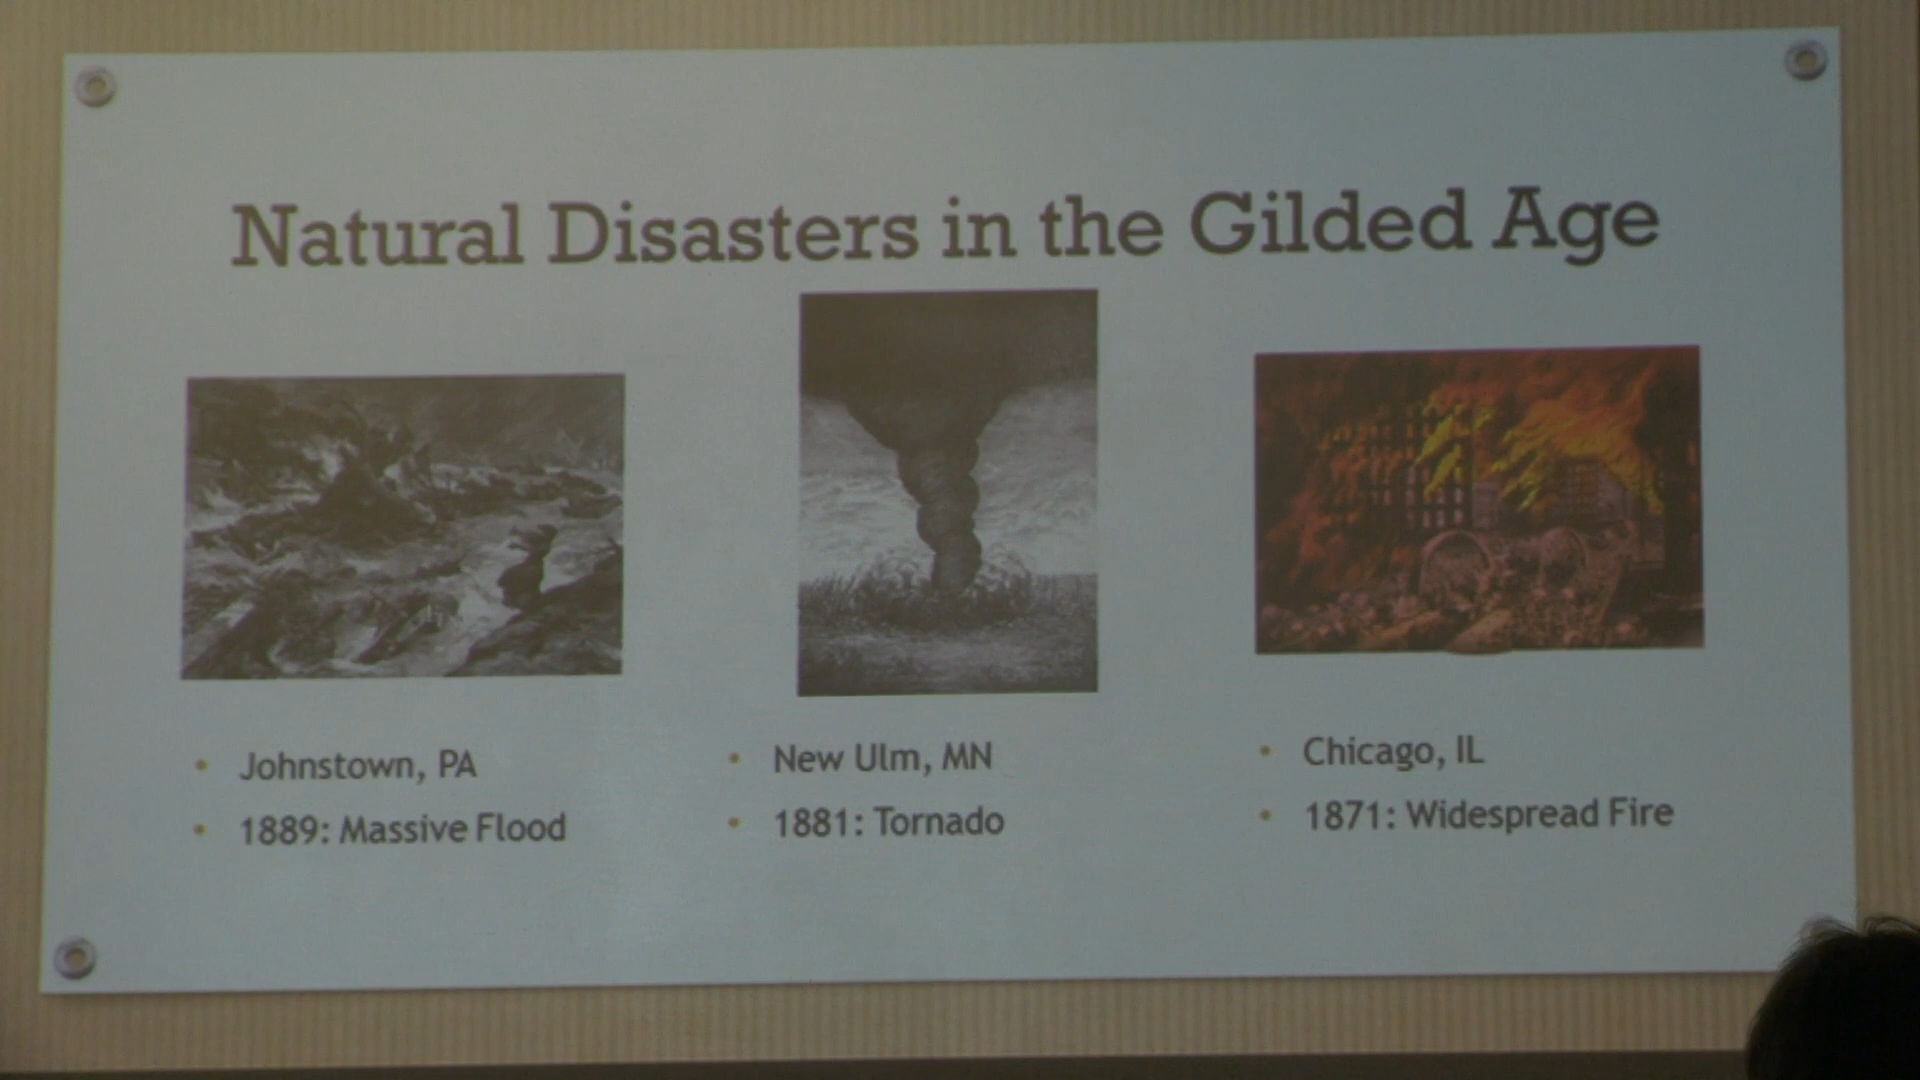 Natural Disasters in the Gilded Age
• Johnstown, PA
• 1889: Massive Flood
• New Ulm, MN
• 1881: Tornado
• Chicago, IL
• 1871: Widespread Fire